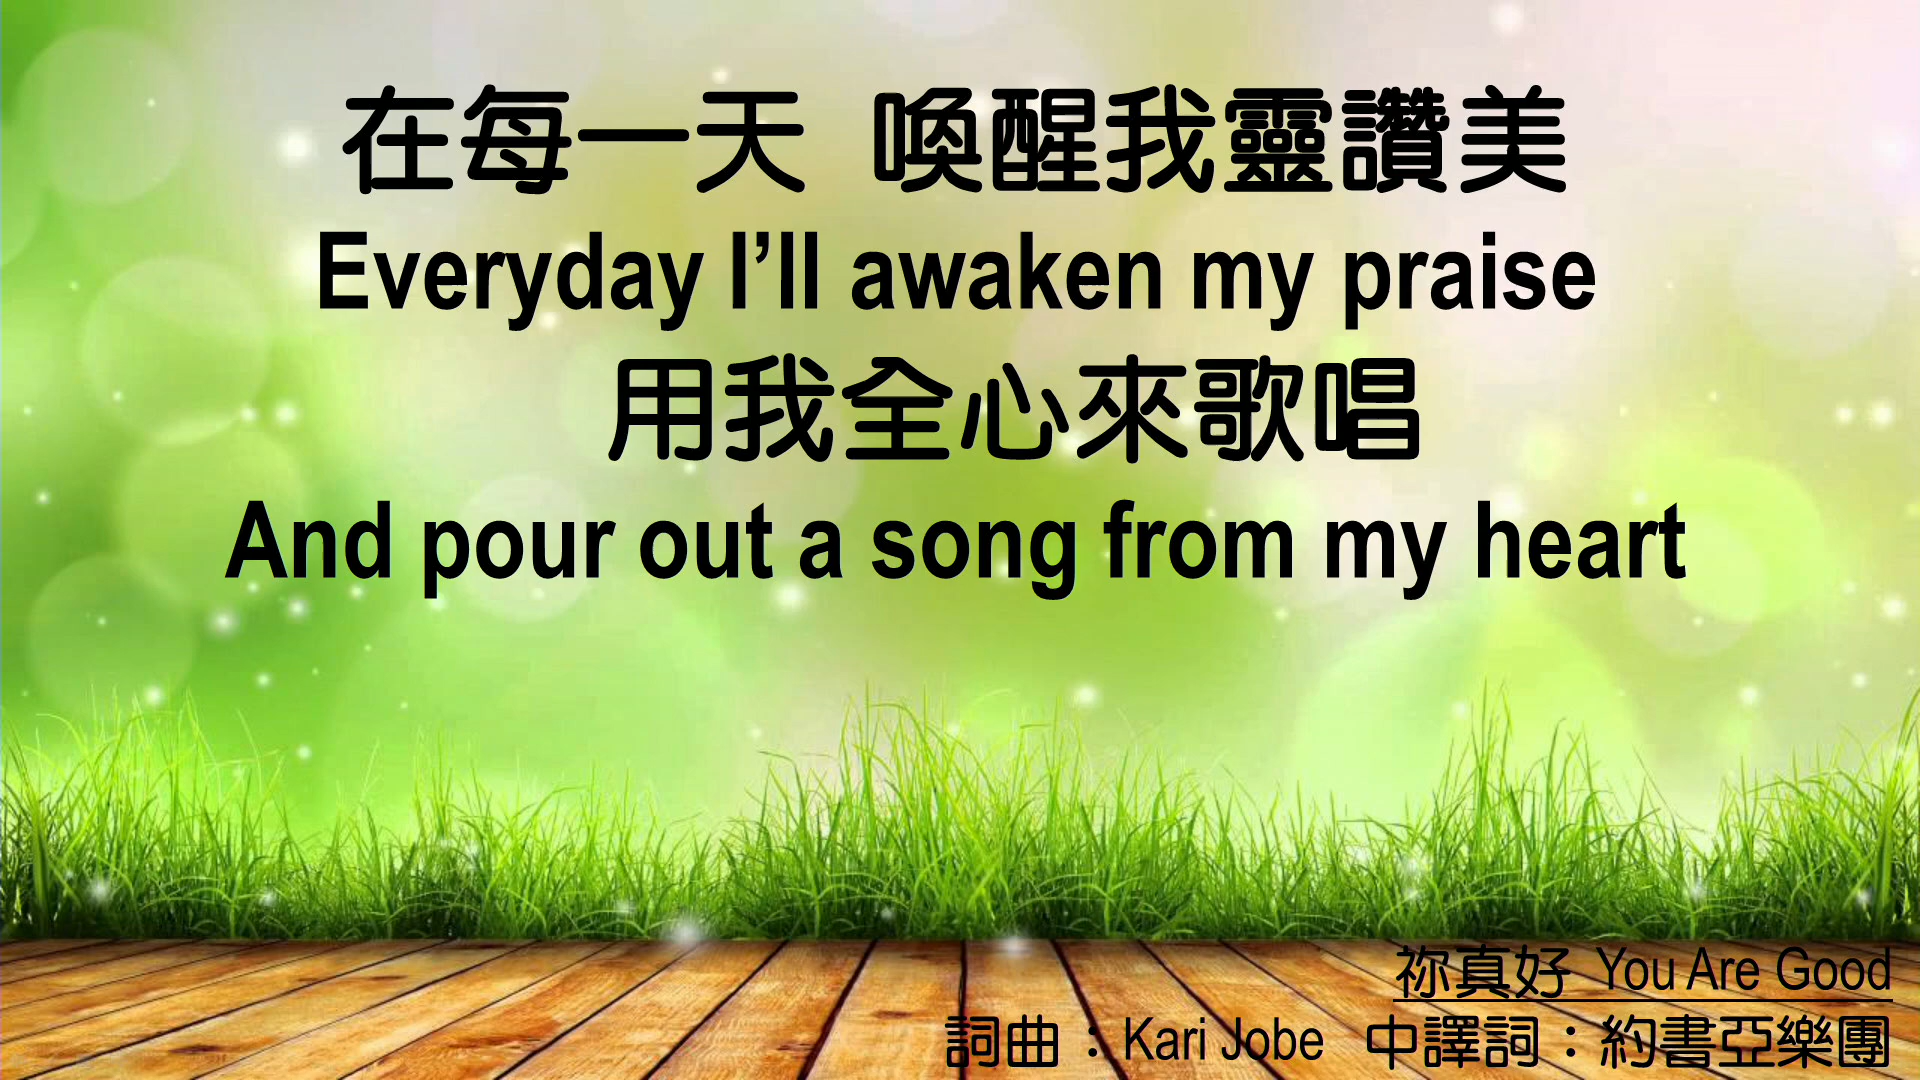 在每一天 喚醒我靈讚美
Everyday I’ll awaken my praise
用我全心來歌唱
And pour out a song from my heart
祢真好 You Are Good
詞曲：Kari Jobe 中譯詞：約書亞樂團